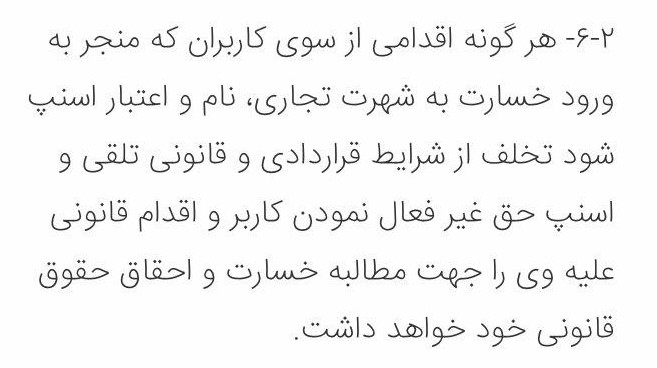 ۲-۶- هر گونه اقدامی از سوی کاربران که منجر به
ورود خسارت به شهرت تجاری، نام و اعتبار اسنپ
شود تخلف از شرایط قراردادی و قانونی تلقی و
اسنپ حق غیر فعال نمودن کاربر و اقدام قانونی
علیه وی را جهت مطالبه خسارت و احقاق حقوق
قانونی خود خواهد داشت.